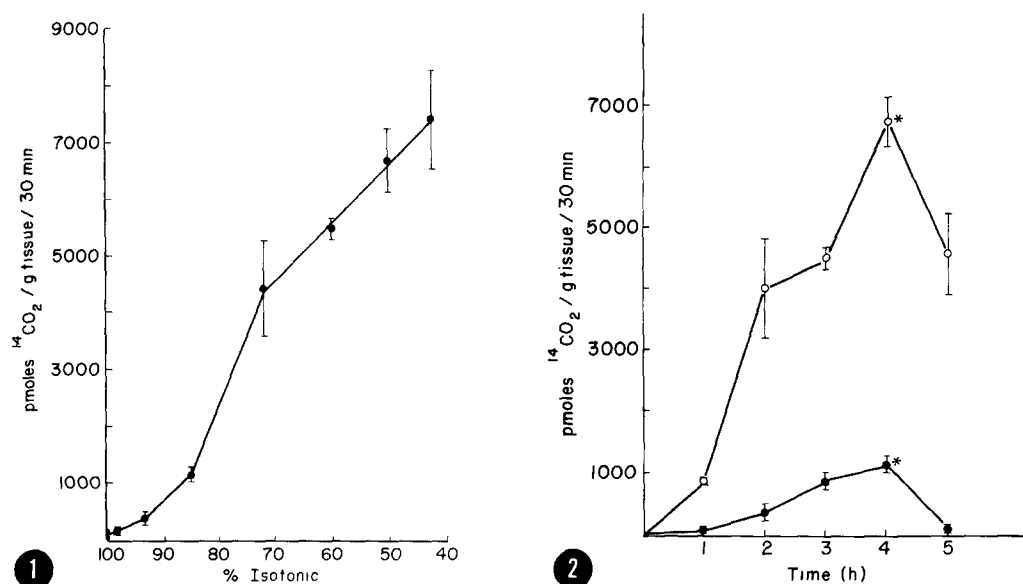 9000
7000
5000
3000
1000
pmoles ¹⁴CO₂ / g tissue / 30 min
100 90 80 70 60 50 40
% Isotonic
1
7000
5000
3000
1000
pmoles ¹⁴CO₂ / g tissue / 30 min
*
*
1 2 3 4 5
Time (h)
2